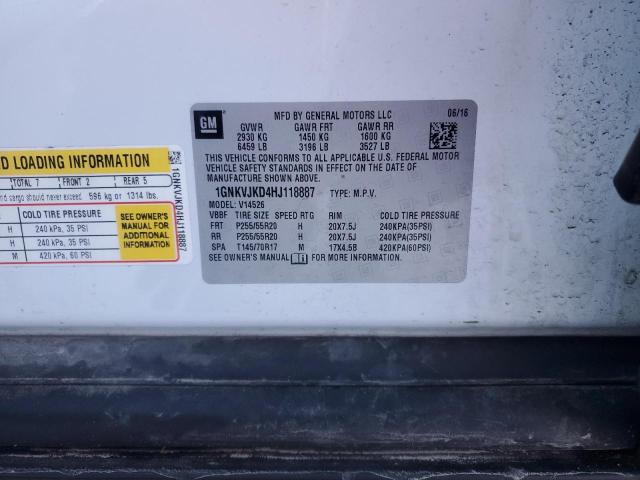 GM
MFD BY GENERAL MOTORS LLC 06/16
GVWR GAWR FRT GAWR RR
2930 KG 1450 KG 1600 KG
6459 LB 3196 LB 3527 LB
THIS VEHICLE CONFORMS TO ALL APPLICABLE U.S. FEDERAL MOTOR
VEHICLE SAFETY STANDARDS IN EFFECT ON THE DATE OF
MANUFACTURE SHOWN ABOVE.
1GNKVJKD4HJ118887 TYPE: M.P.V.
MODEL: V14526
VBBF TIRE SIZE SPEED RTG RIM COLD TIRE PRESSURE
FRT P255/55R20 H 20X7.5J 240KPA(35PSI)
RR P255/55R20 H 20X7.5J 240KPA(35PSI)
SPA T145/70R17 M 17X4.5B 420KPA(60PSI)
SEE OWNER'S MANUAL FOR MORE INFORMATION.
D LOADING INFORMATION
TOTAL 7 FRONT 2 REAR 5
nd cargo should never exceed 596 kg or 1314 lbs.
COLD TIRE PRESSURE
H 240 kPa, 35 PSI
H 240 kPa, 35 PSI
M 420 kPa, 60 PSI
SEE OWNER'S
MANUAL FOR
ADDITIONAL
INFORMATION
1GNKVJKD4HJ118887